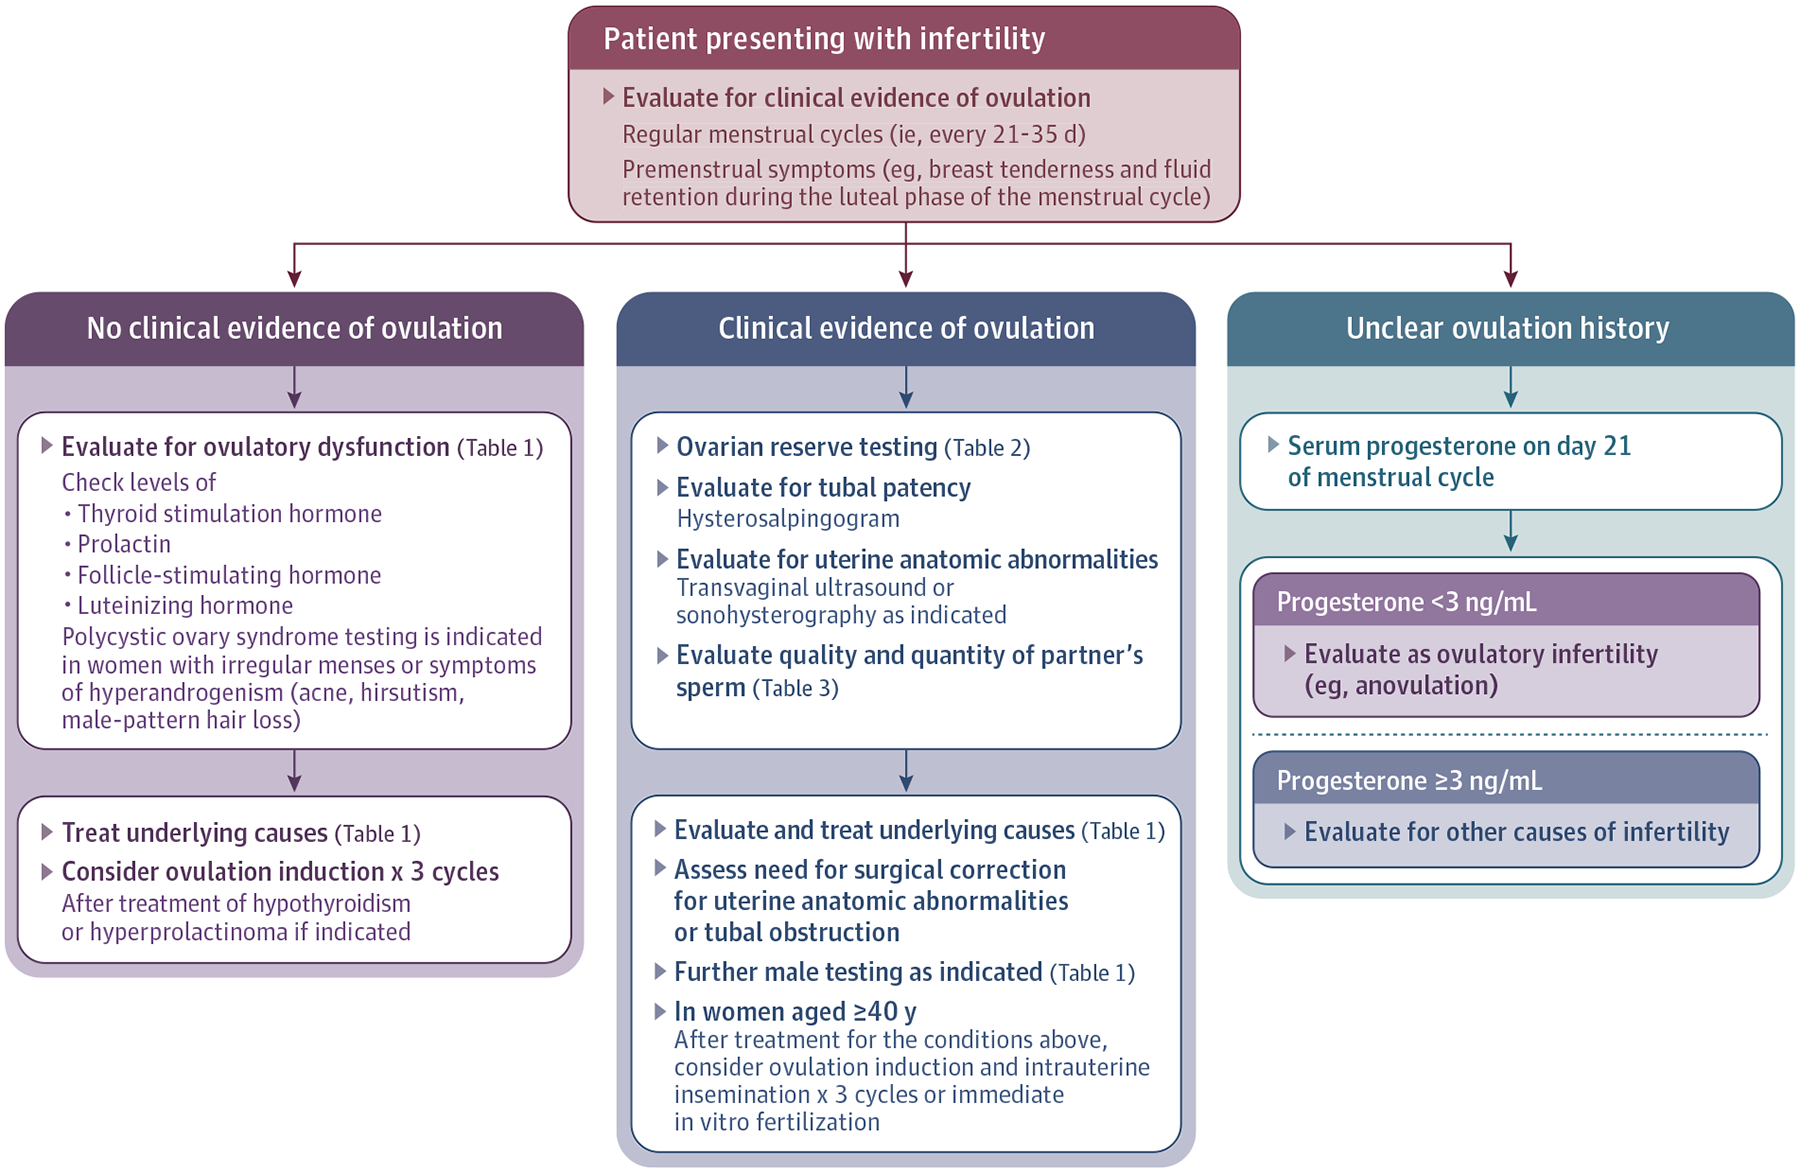 Patient presenting with infertility
Evaluate for clinical evidence of ovulation
Regular menstrual cycles (ie, every 21-35 d)
Premenstrual symptoms (eg, breast tenderness and fluid
retention during the luteal phase of the menstrual cycle)
No clinical evidence of ovulation
Evaluate for ovulatory dysfunction (Table 1)
Check levels of
• Thyroid stimulation hormone
• Prolactin
• Follicle-stimulating hormone
• Luteinizing hormone
Polycystic ovary syndrome testing is indicated
in women with irregular menses or symptoms
of hyperandrogenism (acne, hirsutism,
male-pattern hair loss)
Treat underlying causes (Table 1)
Consider ovulation induction x 3 cycles
After treatment of hypothyroidism
or hyperprolactinoma if indicated
Clinical evidence of ovulation
Ovarian reserve testing (Table 2)
Evaluate for tubal patency
Hysterosalpingogram
Evaluate for uterine anatomic abnormalities
Transvaginal ultrasound or
sonohysterography as indicated
Evaluate quality and quantity of partner's
sperm (Table 3)
Evaluate and treat underlying causes (Table 1)
Assess need for surgical correction
for uterine anatomic abnormalities
or tubal obstruction
Further male testing as indicated (Table 1)
In women aged ≥40 y
After treatment for the conditions above,
consider ovulation induction and intrauterine
insemination x 3 cycles or immediate
in vitro fertilization
Unclear ovulation history
Serum progesterone on day 21
of menstrual cycle
Progesterone <3 ng/mL
Evaluate as ovulatory infertility
(eg, anovulation)
Progesterone ≥3 ng/mL
Evaluate for other causes of infertility